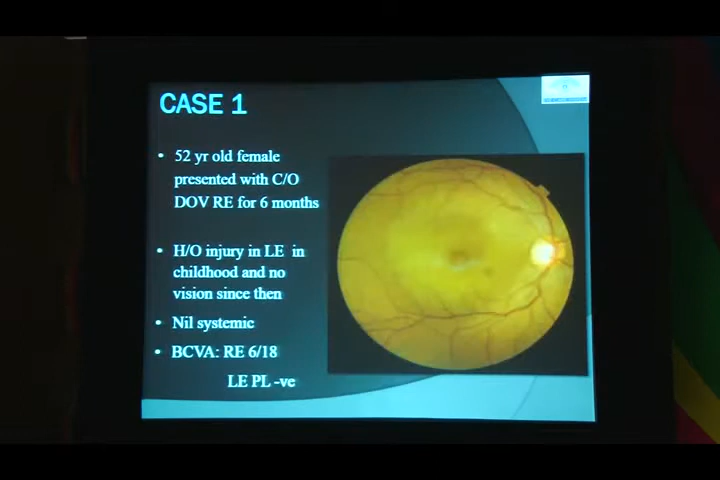 CASE 1
• 52 yr old female
presented with C/O
DOV RE for 6 months
• H/O injury in LE in
childhood and no
vision since then
• Nil systemic
• BCVA: RE 6/18
LE PL -ve